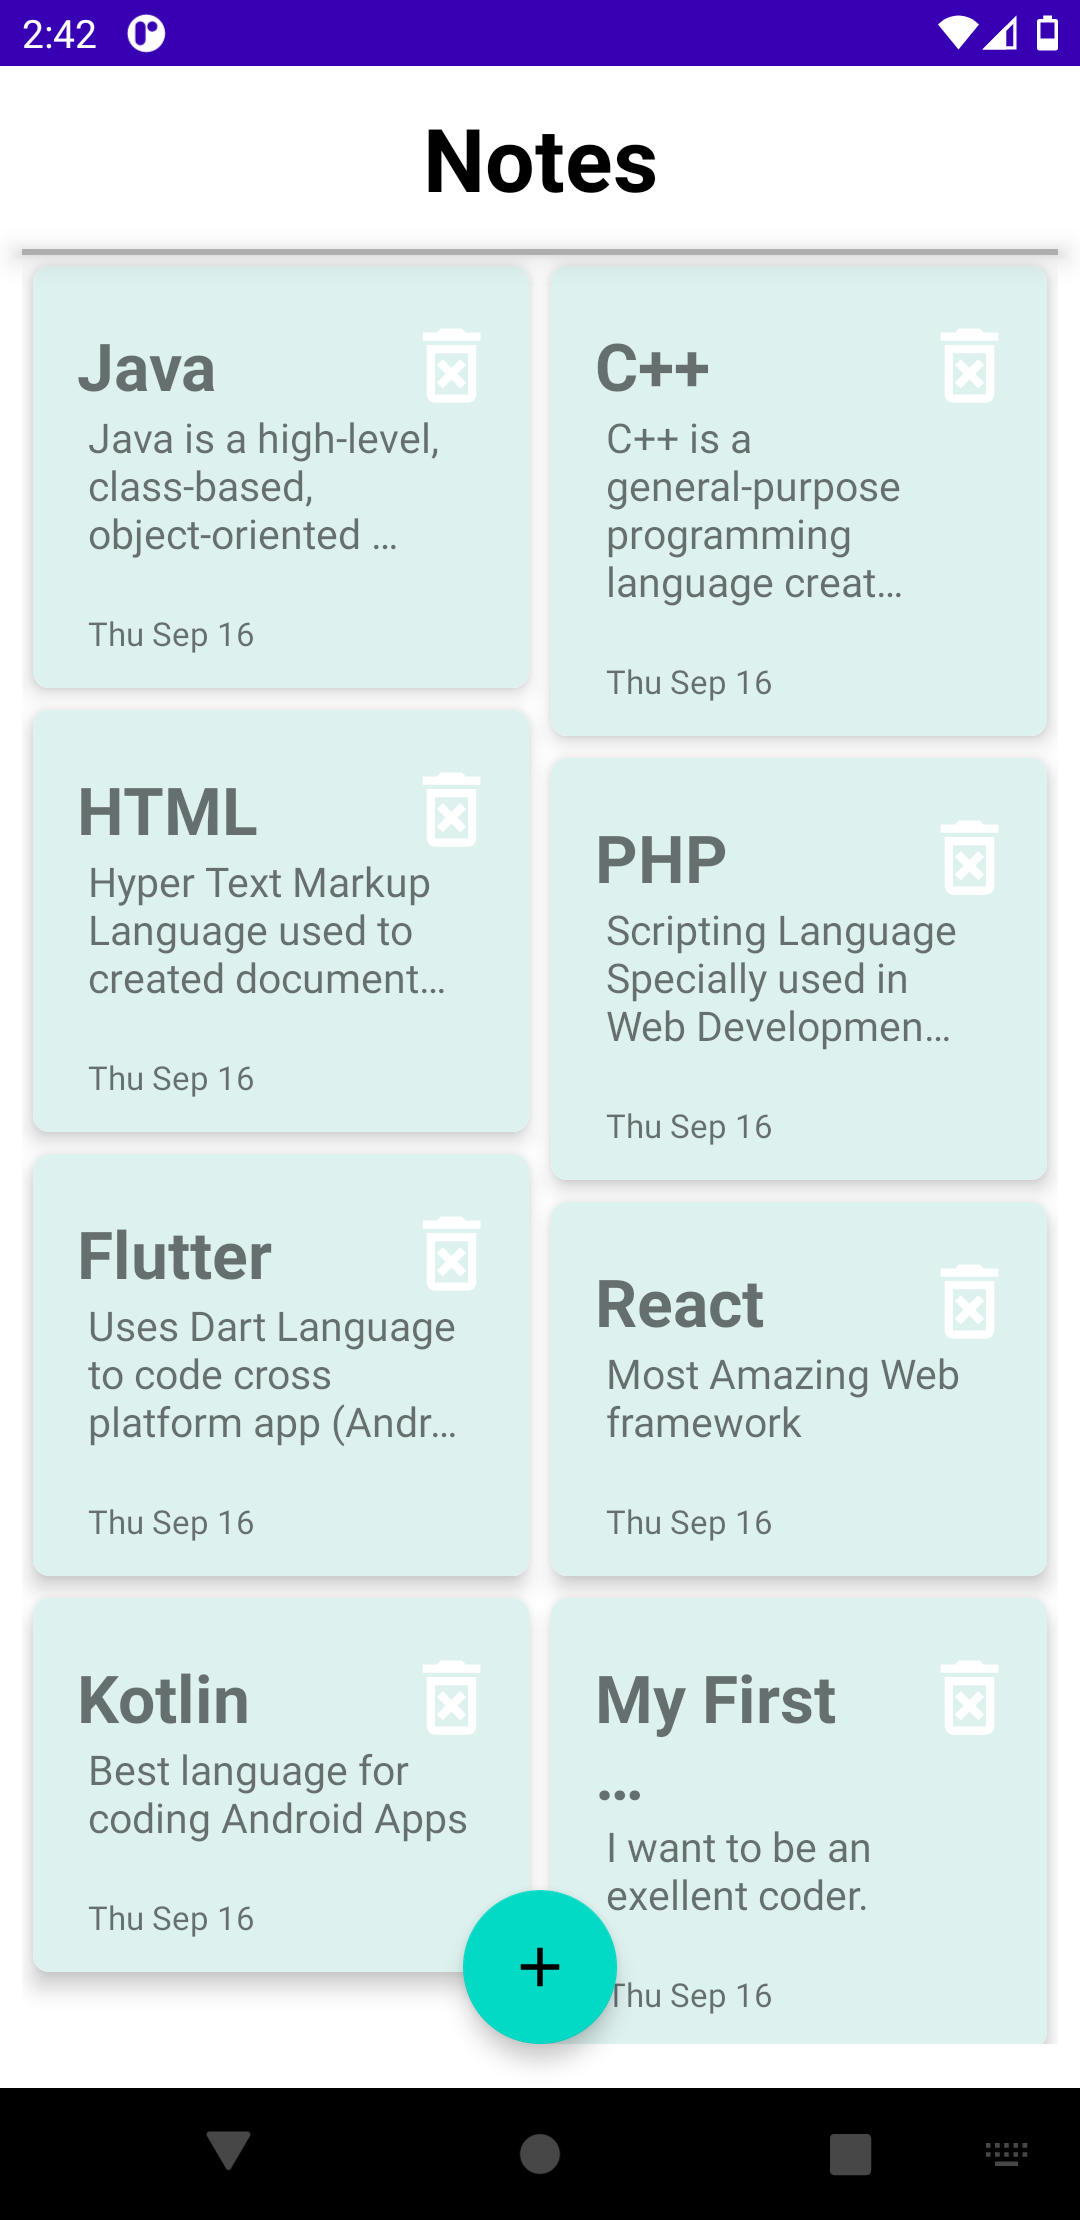 2:42
Notes
Java
Java is a high-level,
class-based,
object-oriented ...
Thu Sep 16
C++
C++ is a
general-purpose
programming
language creat...
Thu Sep 16
HTML
Hyper Text Markup
Language used to
created document...
Thu Sep 16
PHP
Scripting Language
Specially used in
Web Developmen...
Thu Sep 16
Flutter
Uses Dart Language
to code cross
platform app (Andr...
Thu Sep 16
React
Most Amazing Web
framework
Thu Sep 16
Kotlin
Best language for
coding Android Apps
Thu Sep 16
My First
...
I want to be an
exellent coder.
Thu Sep 16
+